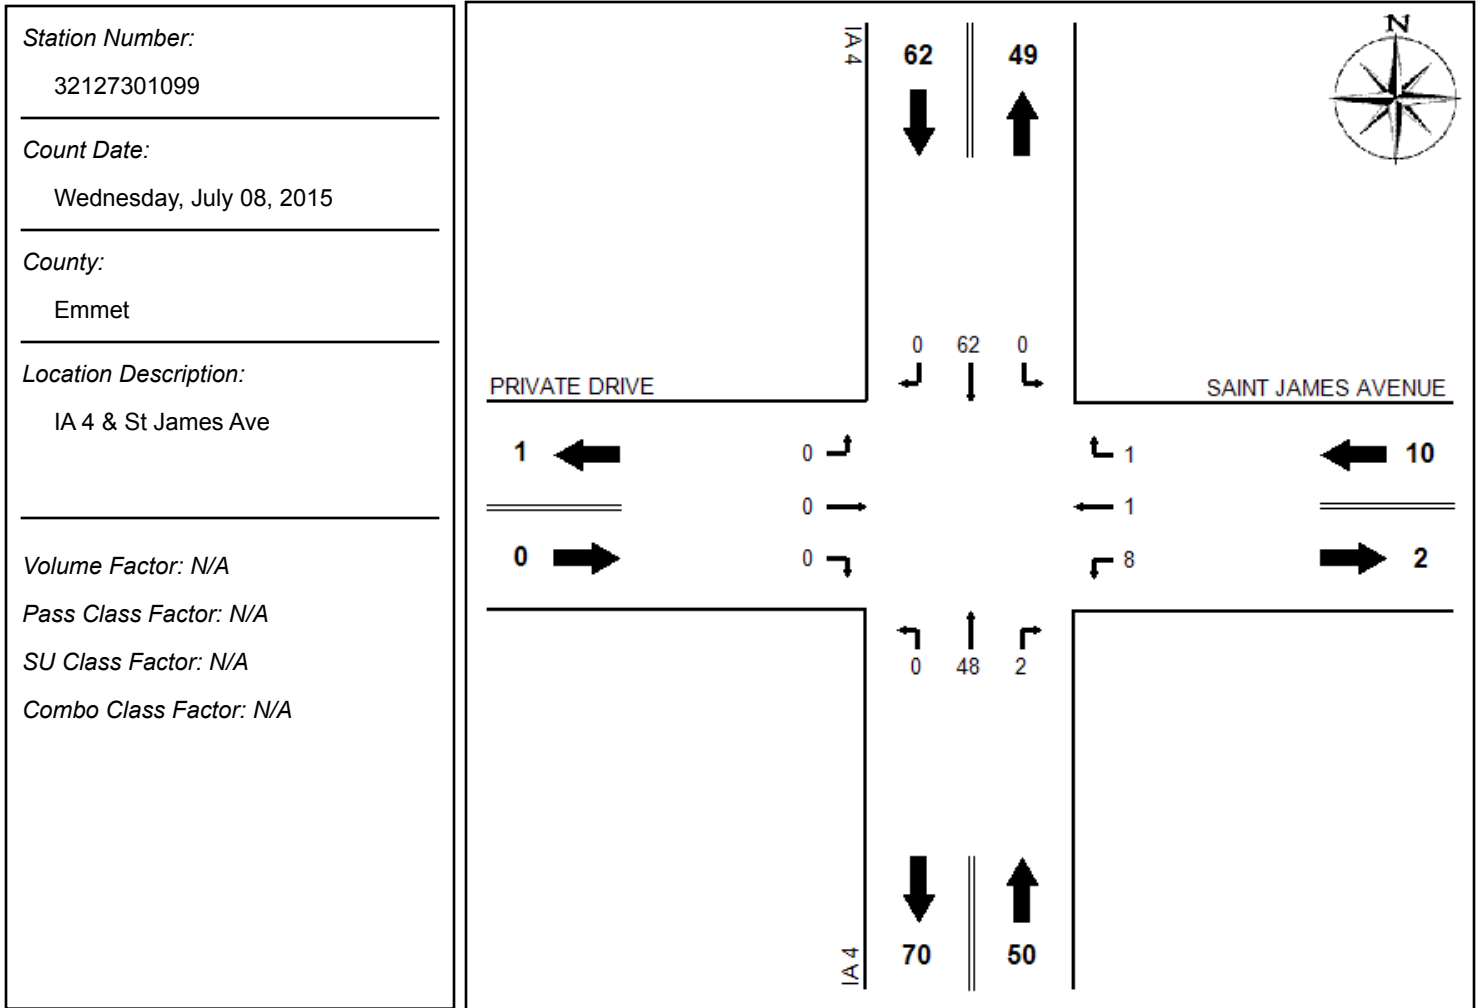 Station Number:
32127301099
Count Date:
Wednesday, July 08, 2015
County:
Emmet
Location Description:
IA 4 & St James Ave
Volume Factor: N/A
Pass Class Factor: N/A
SU Class Factor: N/A
Combo Class Factor: N/A
IA 4
62
49
N
0
62
0
PRIVATE DRIVE
SAINT JAMES AVENUE
1
0
1
10
0
1
0
0
8
2
0
48
2
IA 4
70
50